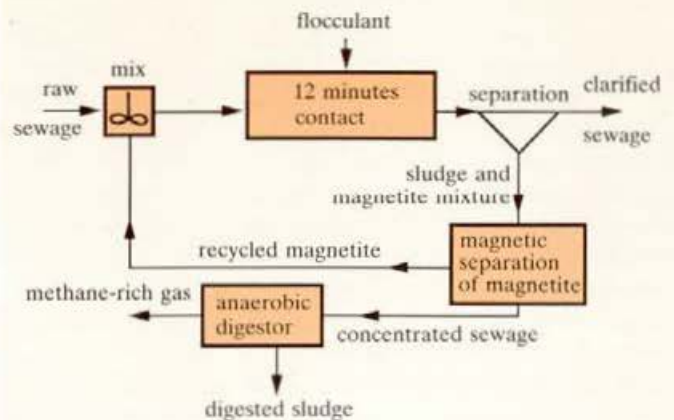 flocculant
mix
raw
sewage
12 minutes
contact
separation
clarified
sewage
sludge and
magnetite mixture
recycled magnetite
magnetic
separation
of magnetite
methane-rich gas
anaerobic
digestor
concentrated sewage
digested sludge